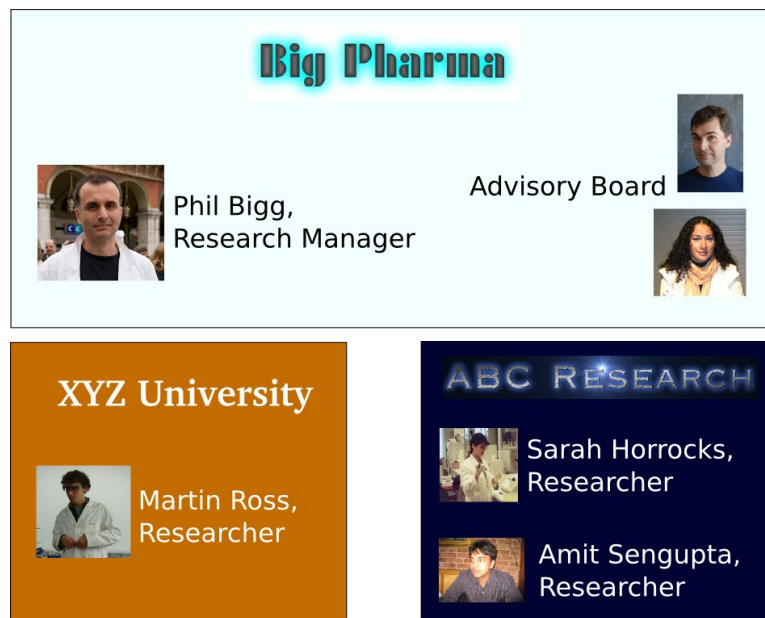 Big Pharma
Phil Bigg,
Research Manager
Advisory Board
XYZ University
Martin Ross,
Researcher
ABC RESEARCH
Sarah Horrocks,
Researcher
Amit Sengupta,
Researcher